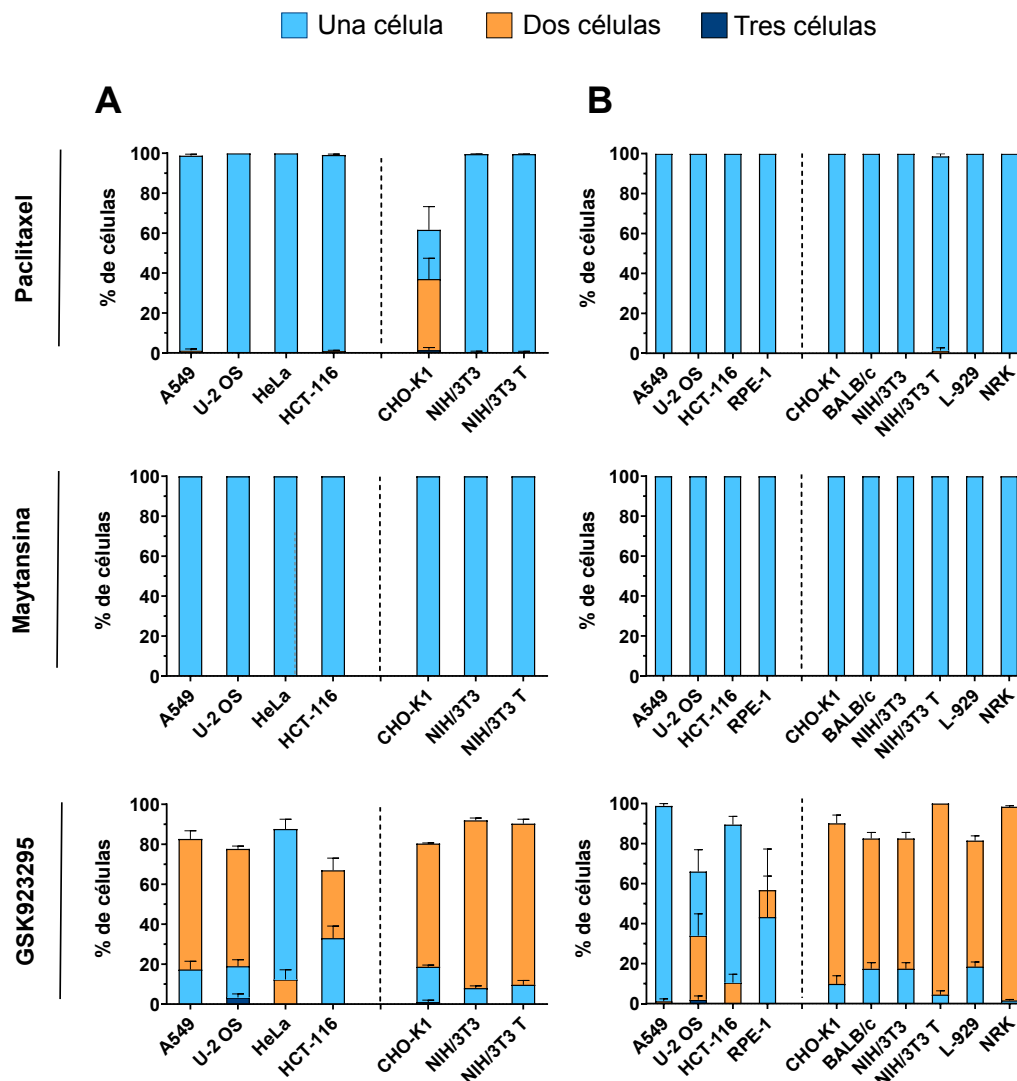 Una célula Dos células Tres células
A B
Paclitaxel
% de células
100
80
60
40
20
0
A549 U-2 OS HeLa HCT-116 CHO-K1 NIH/3T3 NIH/3T3 T
% de células
100
80
60
40
20
0
A549 U-2 OS HCT-116 RPE-1 CHO-K1 BALB/c NIH/3T3 NIH/3T3 T L-929 NRK
Maytansina
% de células
100
80
60
40
20
0
A549 U-2 OS HeLa HCT-116 CHO-K1 NIH/3T3 NIH/3T3 T
% de células
100
80
60
40
20
0
A549 U-2 OS HCT-116 RPE-1 CHO-K1 BALB/c NIH/3T3 NIH/3T3 T L-929 NRK
GSK923295
% de células
100
80
60
40
20
0
A549 U-2 OS HeLa HCT-116 CHO-K1 NIH/3T3 NIH/3T3 T
% de células
100
80
60
40
20
0
A549 U-2 OS HCT-116 RPE-1 CHO-K1 BALB/c NIH/3T3 NIH/3T3 T L-929 NRK